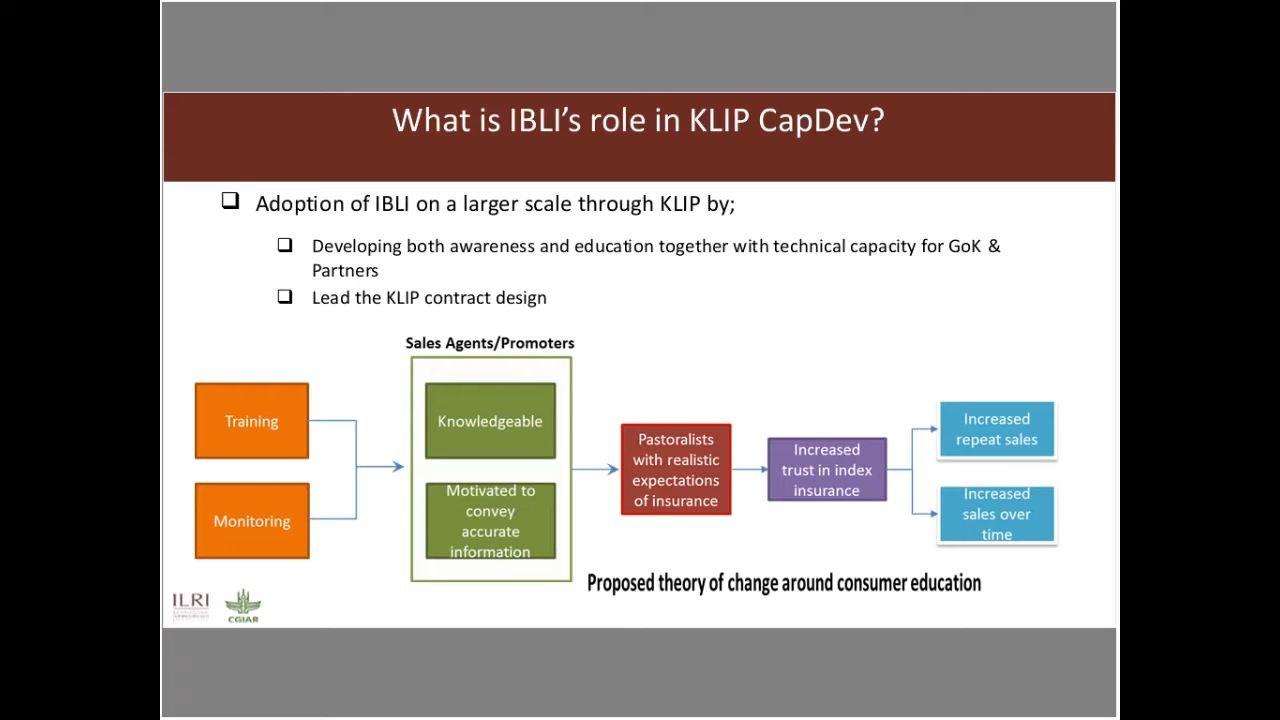 What is IBLI's role in KLIP CapDev?
❑ Adoption of IBLI on a larger scale through KLIP by;
❑ Developing both awareness and education together with technical capacity for GoK &
Partners
❑ Lead the KLIP contract design
Sales Agents/Promoters
Training
Monitoring
Knowledgeable
Motivated to
convey
accurate
information
Pastoralists
with realistic
expectations
of insurance
Increased
trust in index
insurance
Increased
repeat sales
Increased
sales over
time
Proposed theory of change around consumer education
ILRI
CGIAR